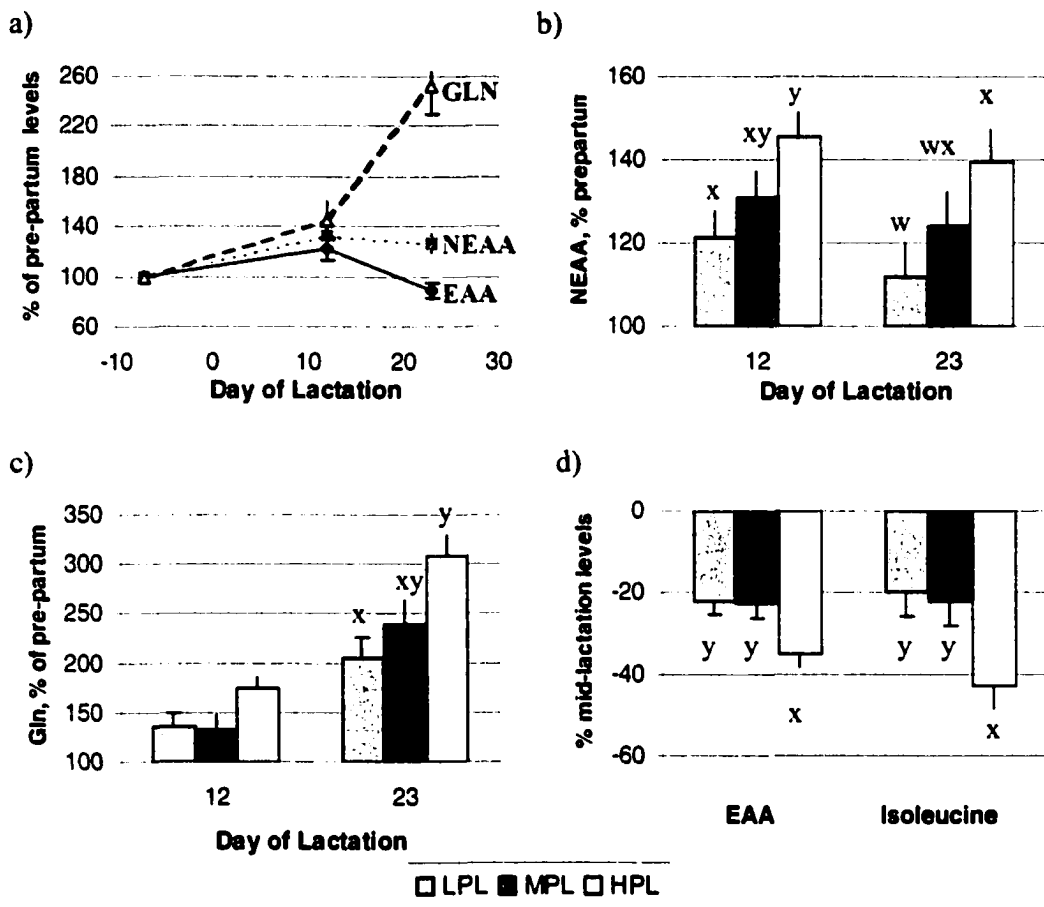 a)
% of pre-partum levels
260
220
180
140
100
60
GLN
NEAA
EAA
-10 0 10 20 30
Day of Lactation
b)
NEAA, % prepartun
160
140
120
100
x xy y
w wx x
12 23
Day of Lactation
c)
Gln, % of pre-partum
350
300
250
200
150
100
x xy y
12 23
Day of Lactation
d)
% mid-lactation levels
0
-20
-40
-60
y y x
y y x
EAA Isoleucine
LPL MPL HPL